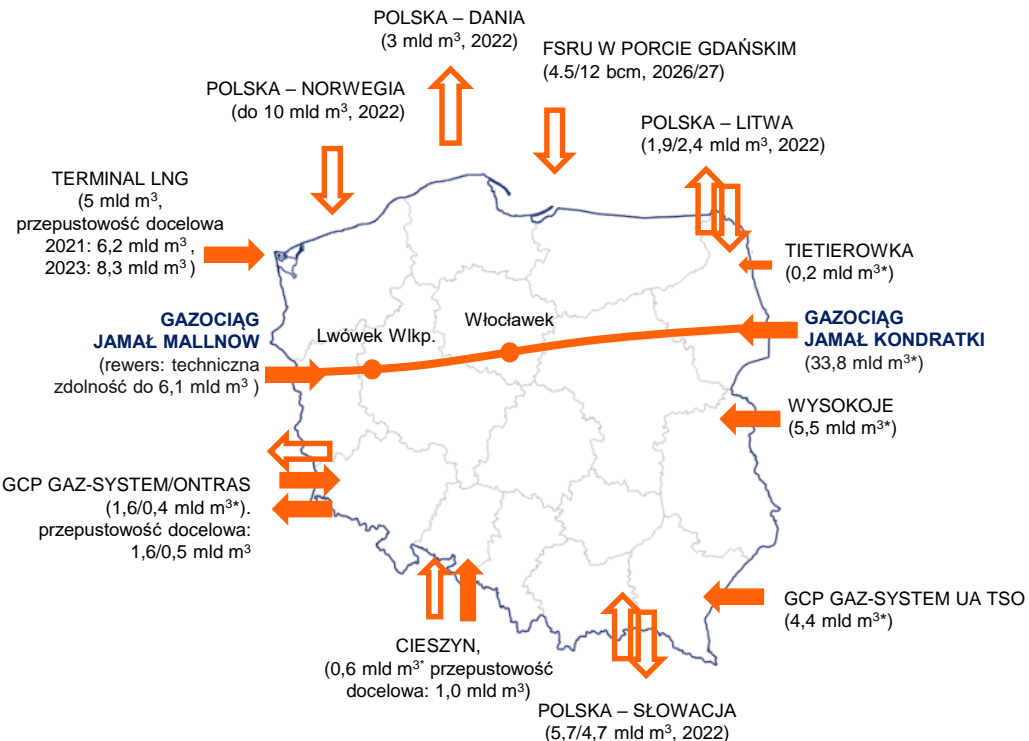 POLSKA – DANIA
(3 mld m³, 2022)
FSRU W PORCIE GDAŃSKIM
(4.5/12 bcm, 2026/27)
POLSKA – NORWEGIA
(do 10 mld m³, 2022)
POLSKA – LITWA
(1,9/2,4 mld m³, 2022)
TERMINAL LNG
(5 mld m³,
przepustowość docelowa
2021: 6,2 mld m³ ,
2023: 8,3 mld m³ )
TIETIEROWKA
(0,2 mld m³*)
GAZOCIĄG
JAMAŁ MALLNOW
(rewers: techniczna
zdolność do 6,1 mld m³ )
Lwówek Wlkp.
Włocławek
GAZOCIĄG
JAMAŁ KONDRATKI
(33,8 mld m³*)
WYSOKOJE
(5,5 mld m³*)
GCP GAZ-SYSTEM/ONTRAS
(1,6/0,4 mld m³*).
przepustowość docelowa:
1,6/0,5 mld m³
GCP GAZ-SYSTEM UA TSO
(4,4 mld m³*)
CIESZYN,
(0,6 mld m³* przepustowość
docelowa: 1,0 mld m³)
POLSKA – SŁOWACJA
(5,7/4,7 mld m³, 2022)